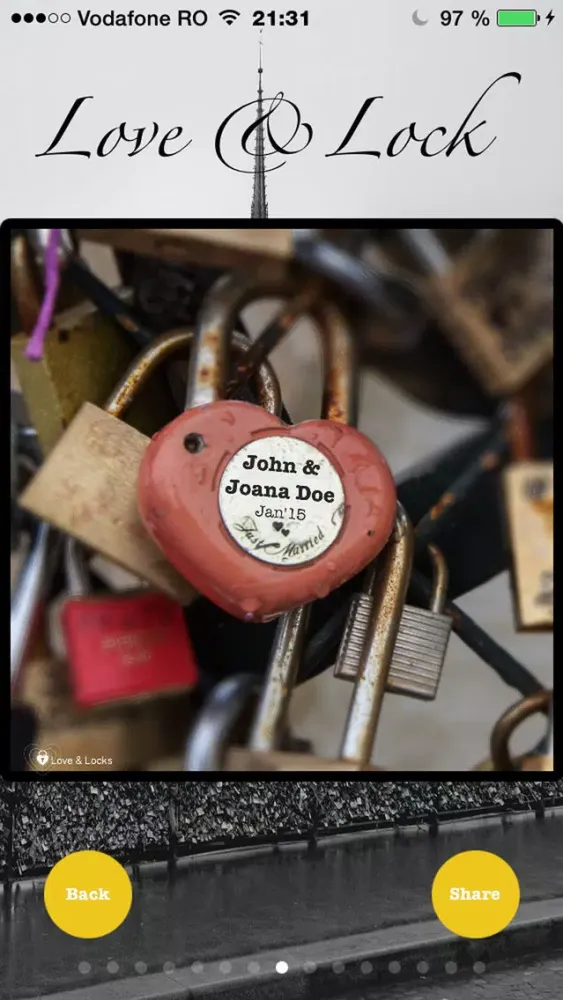 Vodafone RO 21:31 97 %
Love & Lock
John &
Joana Doe
Jan'15
Just Married
Love & Locks
Back Share